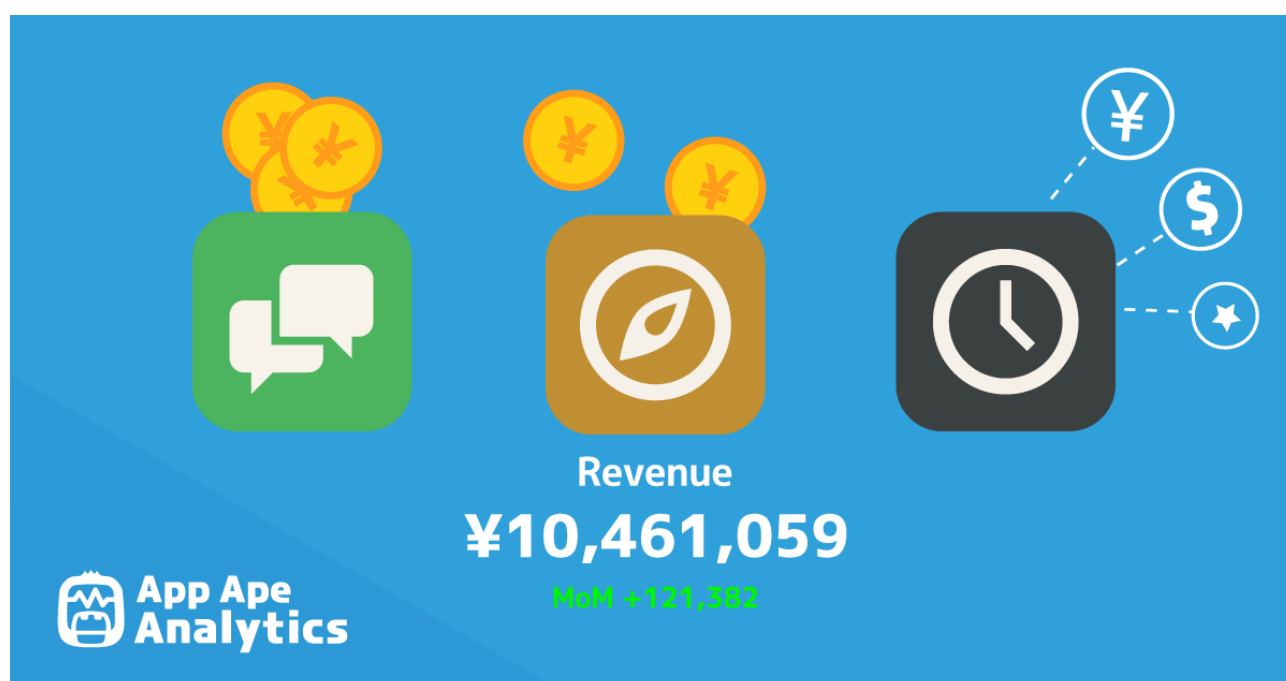 ¥ ¥ ¥ ¥ ¥ ¥
$
Revenue
¥10,461,059
MoM +121,382
App Ape
Analytics